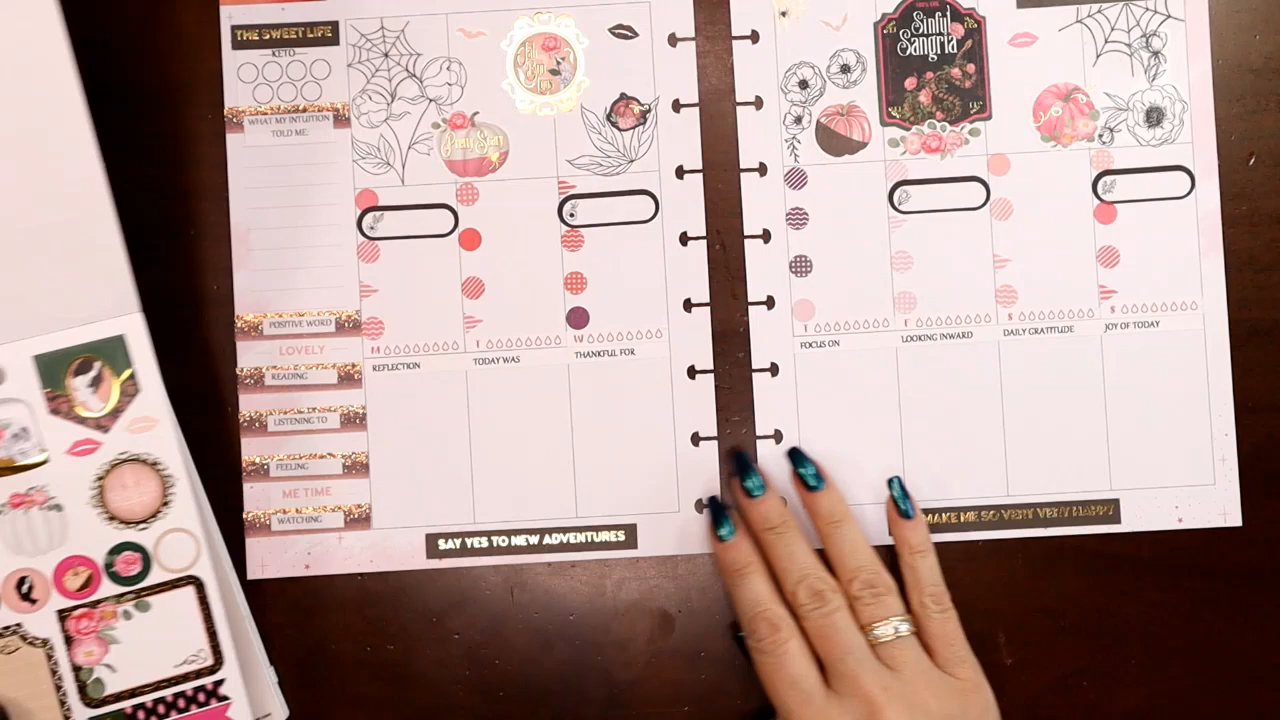 THE SWEET LIFE
KETO
WHAT MY INTUITION
TOLD ME:
POSITIVE WORD
LOVELY
READING
LISTENING TO
FEELING
ME TIME
WATCHING
Pretty Scary
M
T
W
REFLECTION
TODAY WAS
THANKFUL FOR
SAY YES TO NEW ADVENTURES
Sinful
Sangria
T
F
S
S
FOCUS ON
LOOKING INWARD
DAILY GRATITUDE
JOY OF TODAY
MAKE ME SO VERY VERY HAPPY